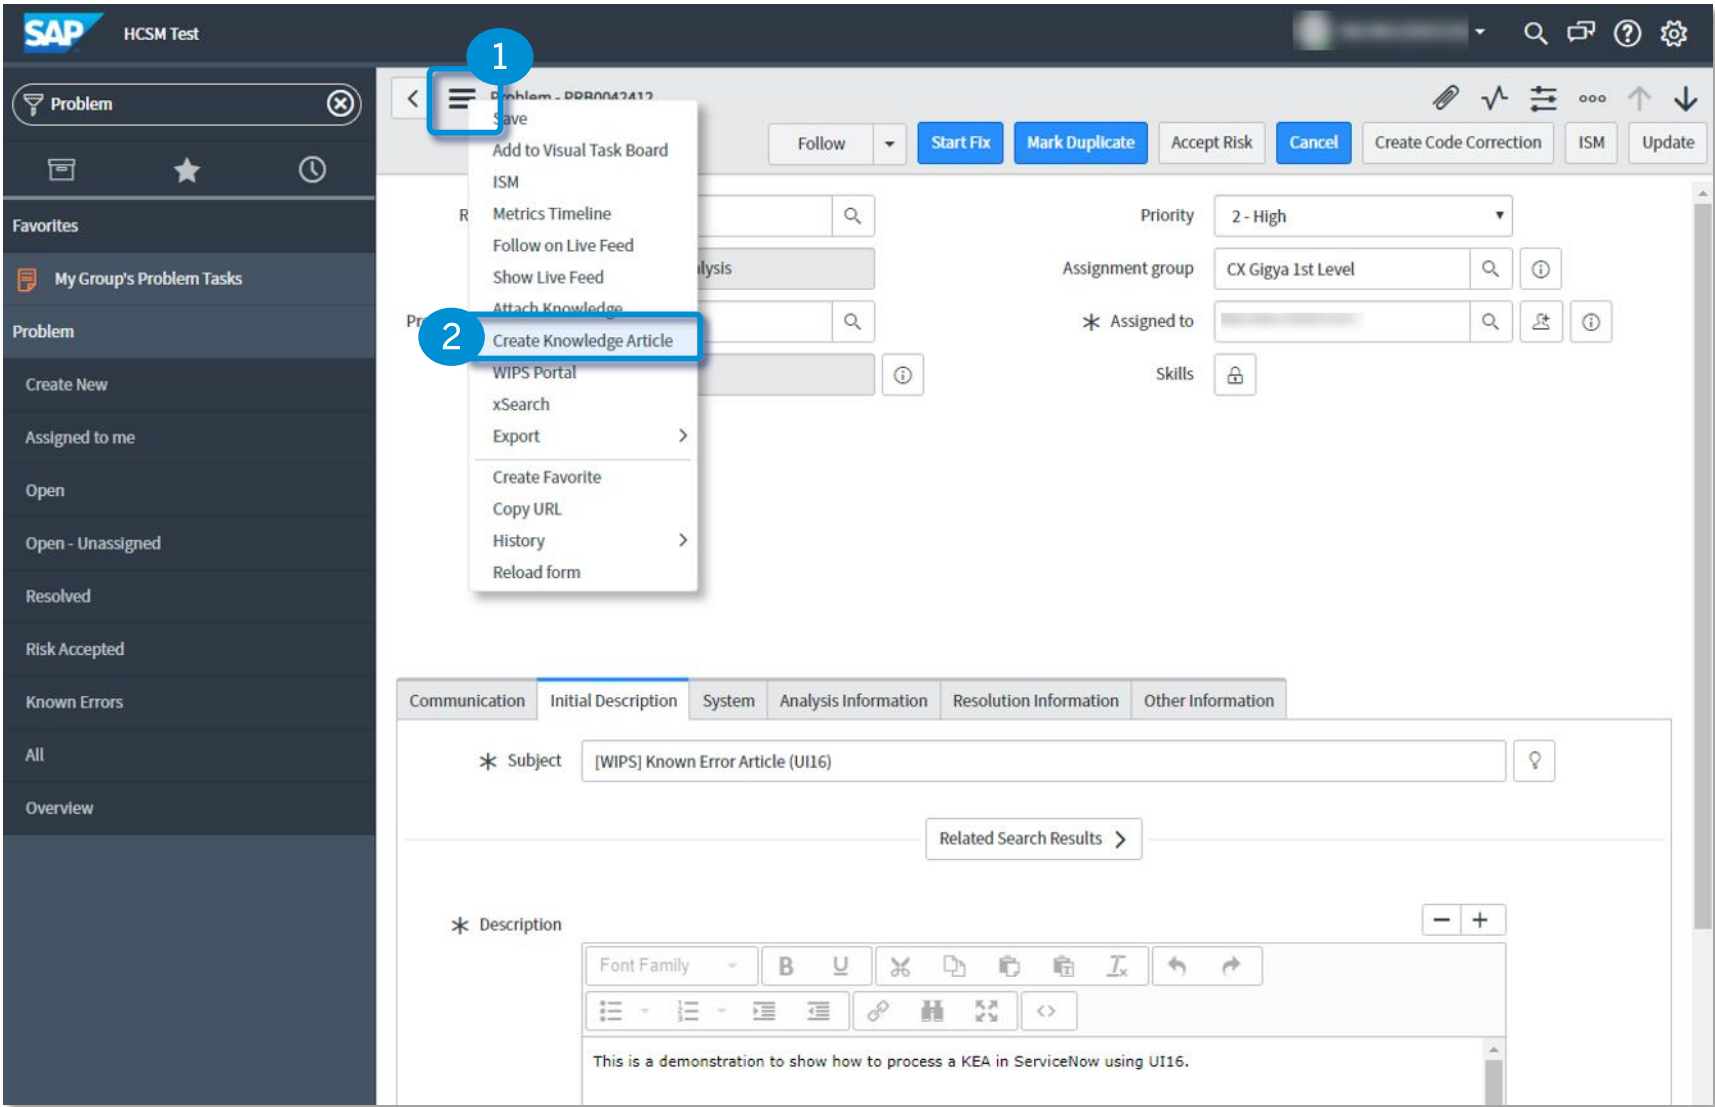 SAP HCSM Test
1
Problem
Problem - PRB0042412
Save
Add to Visual Task Board
ISM
Metrics Timeline
Follow on Live Feed
Show Live Feed
Attach Knowledge
2
Create Knowledge Article
WIPS Portal
xSearch
Export
Create Favorite
Copy URL
History
Reload form
Follow
Start Fix
Mark Duplicate
Accept Risk
Cancel
Create Code Correction
ISM
Update
Favorites
My Group's Problem Tasks
Problem
Create New
Assigned to me
Open
Open - Unassigned
Resolved
Risk Accepted
Known Errors
All
Overview
Priority 2 - High
Assignment group CX Gigya 1st Level
* Assigned to
Skills
Communication Initial Description System Analysis Information Resolution Information Other Information
* Subject [WIPS] Known Error Article (UI16)
Related Search Results
* Description
Font Family B U
This is a demonstration to show how to process a KEA in ServiceNow using UI16.